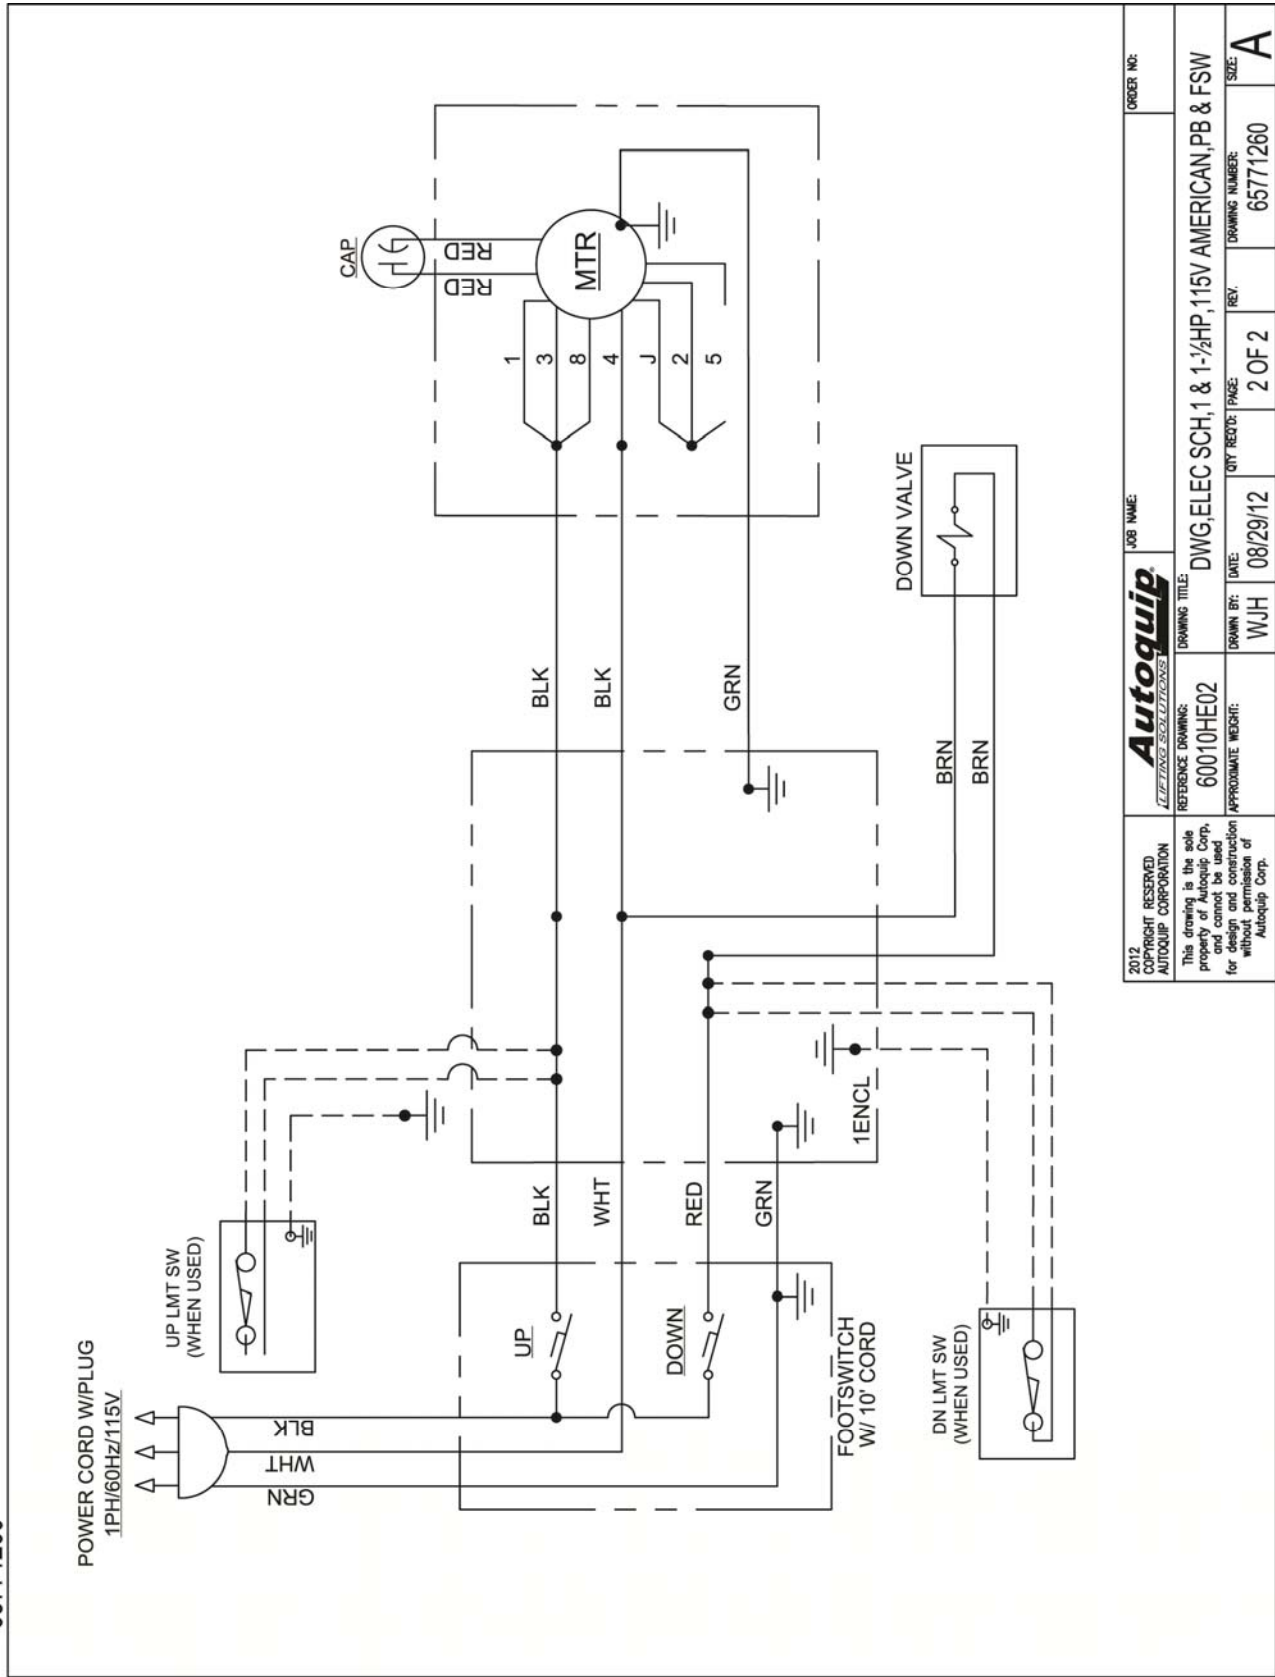 POWER CORD W/PLUG
1PH/60Hz/115V
BLK
WHT
GRN
UP LMT SW
(WHEN USED)
UP
DOWN
FOOTSWITCH
W/ 10' CORD
DN LMT SW
(WHEN USED)
BLK
WHT
RED
GRN
1ENCL
BLK
BLK
GRN
BRN
BRN
DOWN VALVE
CAP
RED
RED
MTR
1
3
8
4
J
2
5
2012
COPYRIGHT RESERVED
AUTOQUIP CORPORATION
This drawing is the sole
property of Autoquip Corp,
and cannot be used
for design and construction
without permission of
Autoquip Corp.
Autoquip®
LIFTING SOLUTIONS
JOB NAME:
ORDER NO:
REFERENCE DRAWING:
60010HE02
DRAWING TITLE:
DWG,ELEC SCH,1 & 1-½HP,115V AMERICAN,PB & FSW
APPROXIMATE WEIGHT:
DRAWN BY:
WJH
DATE:
08/29/12
QTY REQ'D:
PAGE:
2 OF 2
REV.
DRAWING NUMBER:
65771260
SIZE:
A